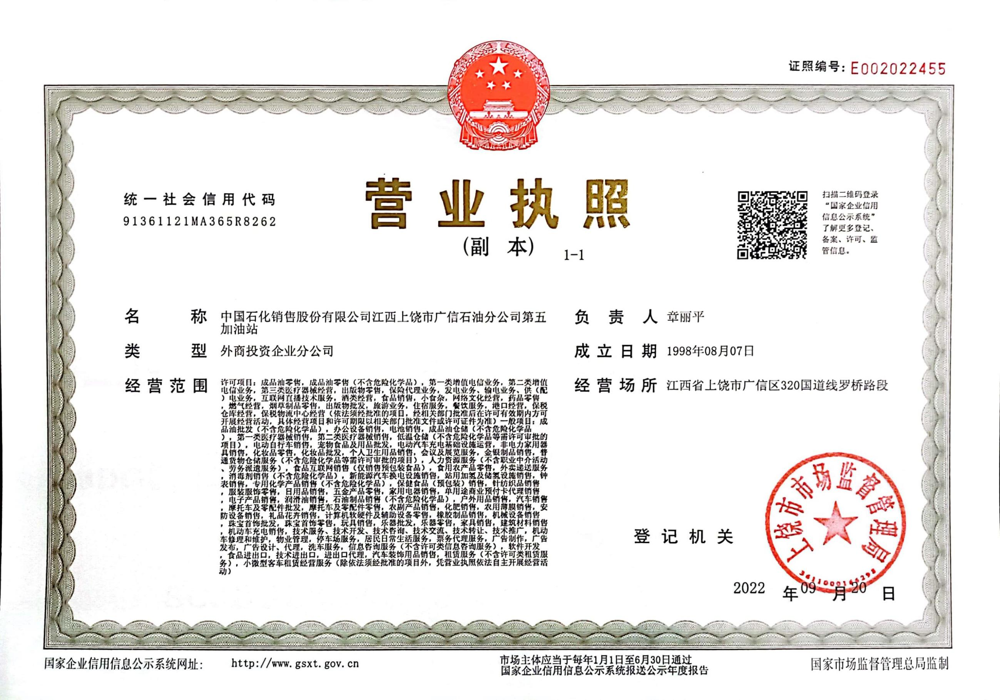 证照编号：E002022455
营业执照
(副 本) 1-1
统一社会信用代码
91361121MA365R8262
扫描二维码登录
“国家企业信用
信息公示系统”
了解更多登记、
备案、许可、监
管信息。
名 称 中国石化销售股份有限公司江西上饶市广信石油分公司第五
加油站
类 型 外商投资企业分公司
经营范围 许可项目：成品油零售，成品油零售（不含危险化学品），第一类增值电信业务，第二类增值
电信业务，第三类医疗器械经营，出版物零售，保险代理业务，发电业务、输电业务、供（配
）电业务，互联网直播技术服务，酒类经营，食品销售，小食杂，网络文化经营，药品零售
，燃气经营，烟草制品零售，出版物批发，旅游业务，住宿服务，餐饮服务，港口经营，保税
仓库经营，保税物流中心经营（依法须经批准的项目，经相关部门批准后在许可有效期内方可
开展经营活动，具体经营项目和许可期限以相关部门批准文件或许可证件为准）一般项目：成
品油批发（不含危险化学品），办公设备销售，电池销售，成品油仓储（不含危险化学品
），第一类医疗器械销售，第二类医疗器械销售，低温仓储（不含危险化学品等需许可审批的
项目），电动自行车销售，宠物食品及用品批发，电动汽车充电基础设施运营，非电力家用器
具销售，化妆品零售，化妆品批发，个人卫生用品销售，会议及展览服务，金银制品销售，普
通货物仓储服务（不含危险化学品等需许可审批的项目），人力资源服务（不含职业中介活动
、劳务派遣服务），食品互联网销售（仅销售预包装食品），食用农产品零售，外卖递送服务
，消毒剂销售（不含危险化学品），新能源汽车换电设施销售，站用加氢及储氢设施销售，钟
表销售，专用化学产品销售（不含危险化学品），保健食品（预包装）销售，针纺织品销售
，服装服饰零售，日用品销售，五金产品零售，家用电器销售，单用途商业预付卡代理销售
，电子产品销售，润滑油销售，石油制品销售（不含危险化学品），户外用品销售，汽车销售
，摩托车及零配件批发，摩托车及零配件零售，农副产品销售，化肥销售，农用薄膜销售，安
防设备销售，礼品花卉销售，计算机软硬件及辅助设备零售，橡胶制品销售，机械设备销售
，珠宝首饰批发，珠宝首饰零售，玩具销售，乐器批发，乐器零售，家具销售，建筑材料销售
，机动车充电销售，技术服务、技术开发、技术咨询、技术交流、技术转让、技术推广，机动
车修理和维护，物业管理，停车场服务，居民日常生活服务，票务代理服务，广告制作，广告
发布，广告设计、代理，洗车服务，信息咨询服务（不含许可类信息咨询服务），软件开发
，食品进出口，技术进出口，进出口代理，汽车装饰用品销售，租赁服务（不含许可类租赁服
务），小微型客车租赁经营服务（除依法须经批准的项目外，凭营业执照依法自主开展经营活
动）
负责人 章丽平
成立日期 1998年08月07日
经营场所 江西省上饶市广信区320国道线罗桥路段
登记机关
上饶市市场监督管理局
2022 年 09 月 20 日
国家企业信用信息公示系统网址： http://www.gsxt.gov.cn
市场主体应当于每年1月1日至6月30日通过
国家企业信用信息公示系统报送公示年度报告
国家市场监督管理总局监制